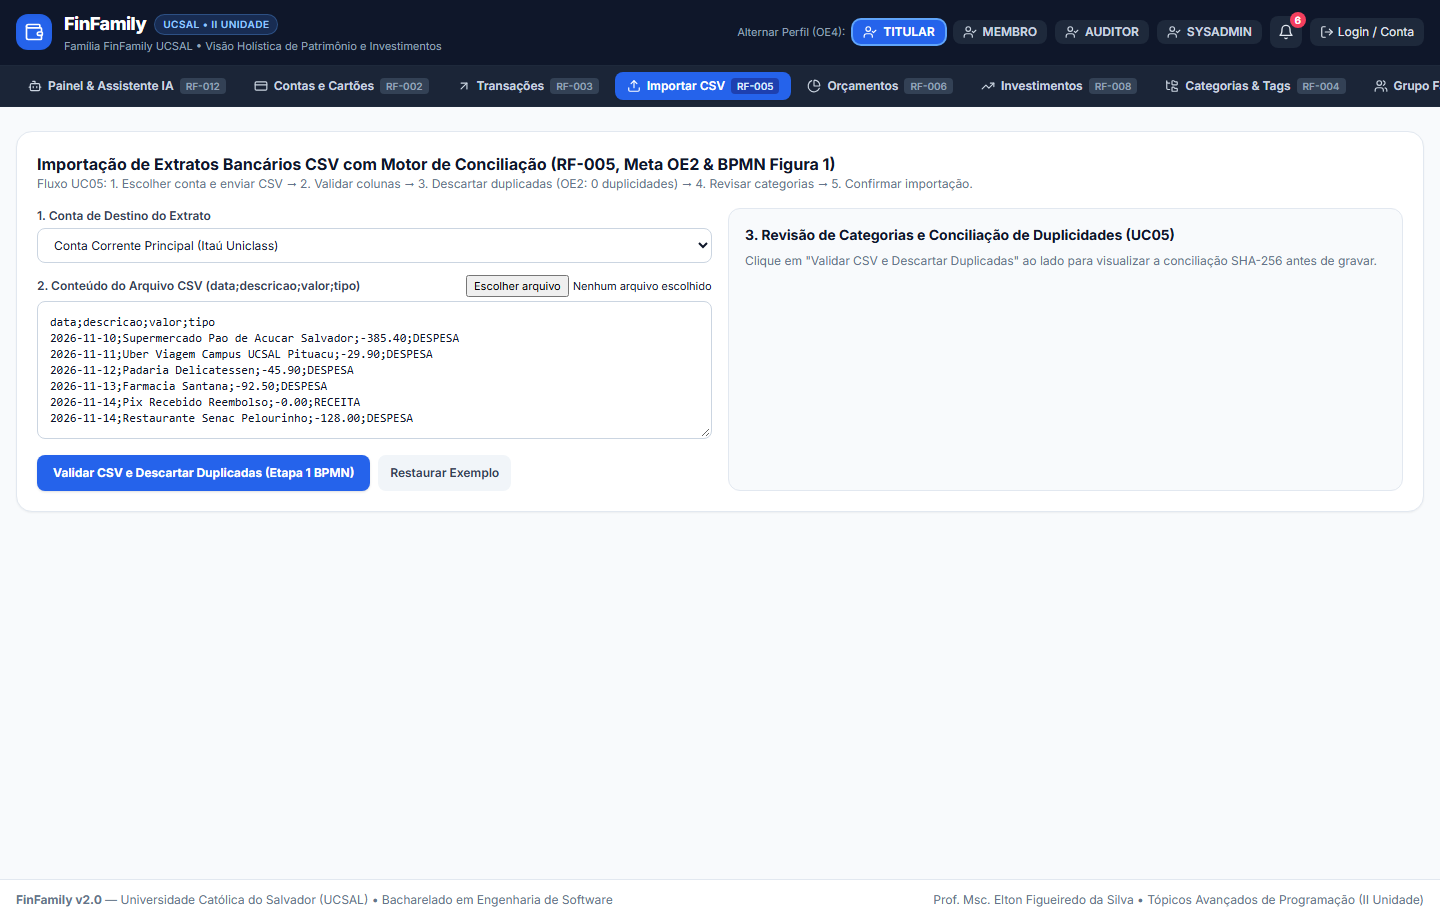 FinFamily UCSAL • II UNIDADE
Família FinFamily UCSAL • Visão Holística de Patrimônio e Investimentos
Alternar Perfil (OE4): TITULAR MEMBRO AUDITOR SYSADMIN 6 Login / Conta
Painel & Assistente IA RF-012 Contas e Cartões RF-002 Transações RF-003 Importar CSV RF-005 Orçamentos RF-006 Investimentos RF-008 Categorias & Tags RF-004 Grupo F
Importação de Extratos Bancários CSV com Motor de Conciliação (RF-005, Meta OE2 & BPMN Figura 1)
Fluxo UC05: 1. Escolher conta e enviar CSV → 2. Validar colunas → 3. Descartar duplicadas (OE2: 0 duplicidades) → 4. Revisar categorias → 5. Confirmar importação.
1. Conta de Destino do Extrato
Conta Corrente Principal (Itaú Uniclass)
2. Conteúdo do Arquivo CSV (data;descricao;valor;tipo) Escolher arquivo Nenhum arquivo escolhido
data;descricao;valor;tipo
2026-11-10;Supermercado Pao de Acucar Salvador;-385.40;DESPESA
2026-11-11;Uber Viagem Campus UCSAL Pituacu;-29.90;DESPESA
2026-11-12;Padaria Delicatessen;-45.90;DESPESA
2026-11-13;Farmacia Santana;-92.50;DESPESA
2026-11-14;Pix Recebido Reembolso;-0.00;RECEITA
2026-11-14;Restaurante Senac Pelourinho;-128.00;DESPESA
Validar CSV e Descartar Duplicadas (Etapa 1 BPMN) Restaurar Exemplo
3. Revisão de Categorias e Conciliação de Duplicidades (UC05)
Clique em "Validar CSV e Descartar Duplicadas" ao lado para visualizar a conciliação SHA-256 antes de gravar.
FinFamily v2.0 — Universidade Católica do Salvador (UCSAL) • Bacharelado em Engenharia de Software
Prof. Msc. Elton Figueiredo da Silva • Tópicos Avançados de Programação (II Unidade)